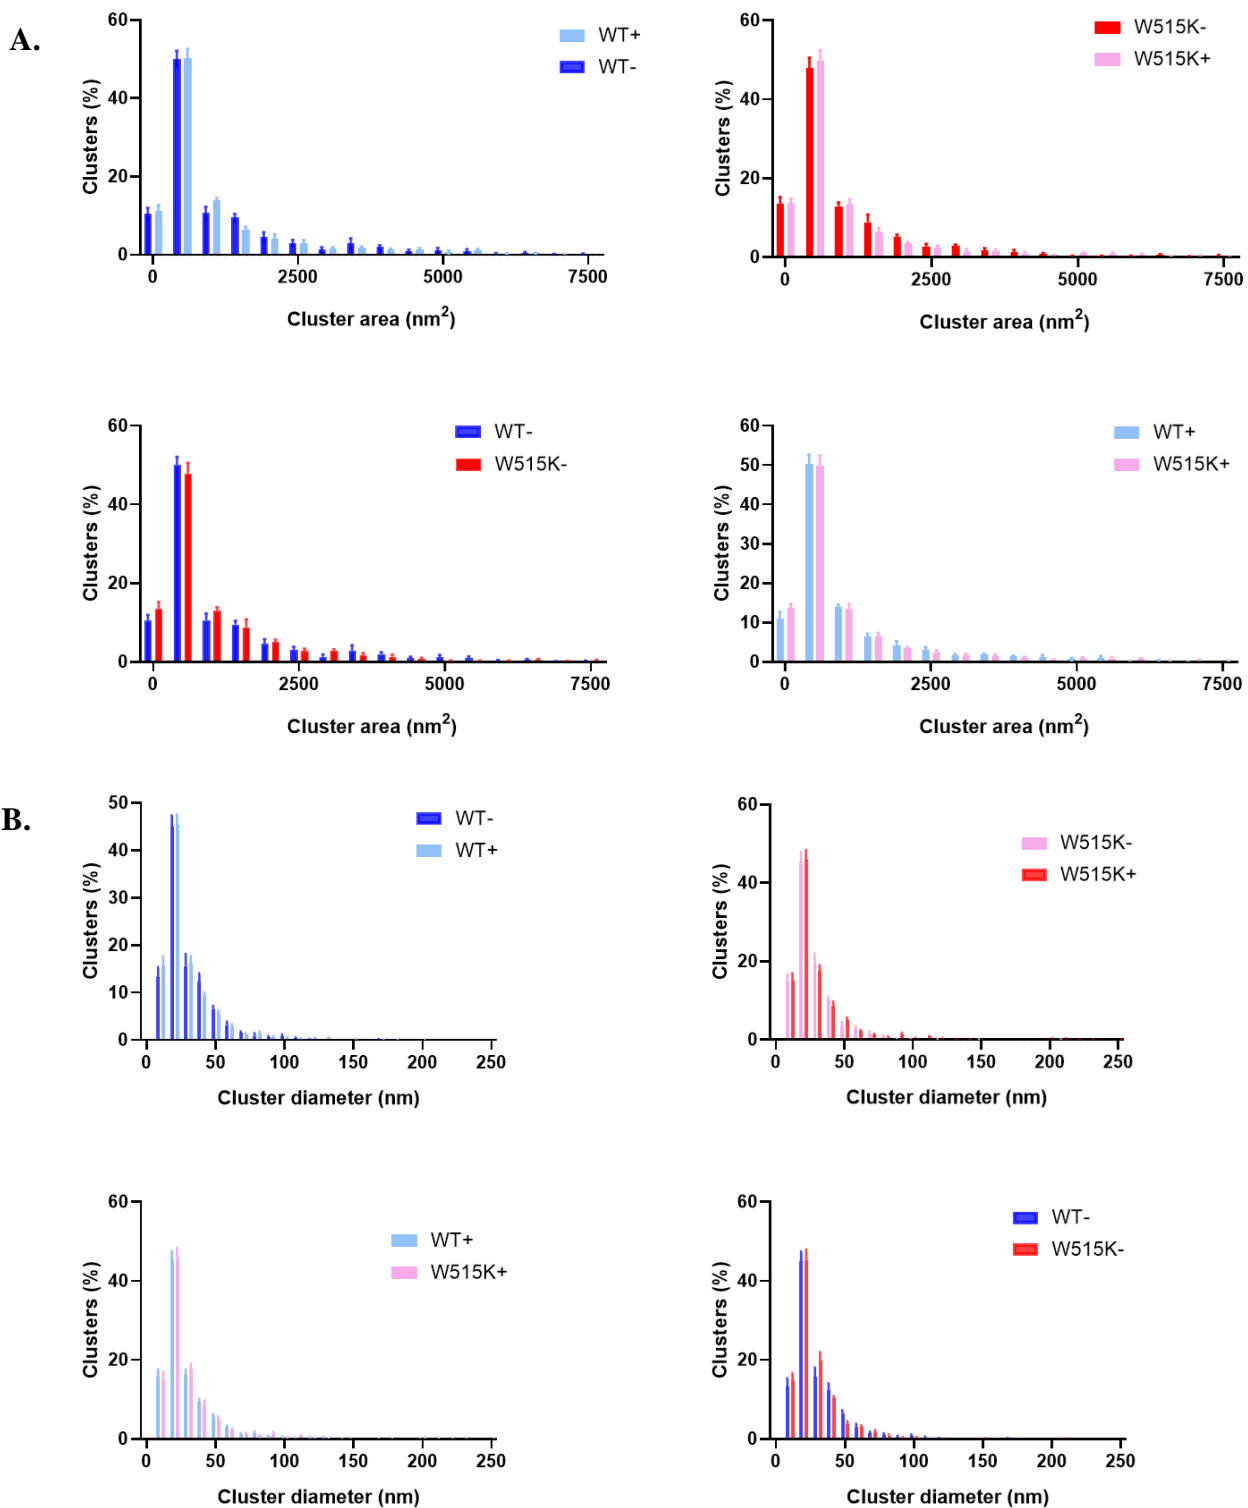 A.
60
40
20
0
Clusters (%)
WT+
WT-
0 2500 5000 7500
Cluster area (nm²)
60
40
20
0
Clusters (%)
W515K-
W515K+
0 2500 5000 7500
Cluster area (nm²)
60
40
20
0
Clusters (%)
WT-
W515K-
0 2500 5000 7500
Cluster area (nm²)
60
50
40
30
20
10
0
Clusters (%)
WT+
W515K+
0 2500 5000 7500
Cluster area (nm²)
B.
50
40
30
20
10
0
Clusters (%)
WT-
WT+
0 50 100 150 200 250
Cluster diameter (nm)
60
40
20
0
Clusters (%)
W515K-
W515K+
0 50 100 150 200 250
Cluster diameter (nm)
60
40
20
0
Clusters (%)
WT+
W515K+
0 50 100 150 200 250
Cluster diameter (nm)
60
40
20
0
Clusters (%)
WT-
W515K-
0 50 100 150 200 250
Cluster diameter (nm)